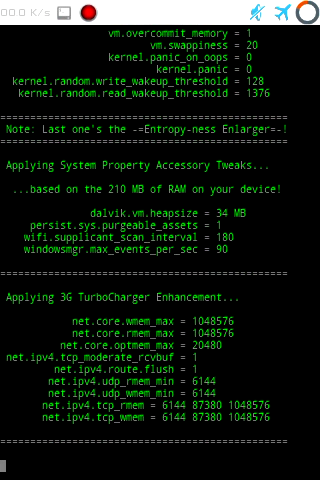 000 K/s
vm.overcommit_memory = 1
vm.swappiness = 20
kernel.panic_on_oops = 0
kernel.panic = 0
kernel.random.write_wakeup_threshold = 128
kernel.random.read_wakeup_threshold = 1376
================================================
Note: Last one's the -=Entropy-ness Enlarger=-!
================================================
Applying System Property Accessory Tweaks...
...based on the 210 MB of RAM on your device!
dalvik.vm.heapsize = 34 MB
persist.sys.purgeable_assets = 1
wifi.supplicant_scan_interval = 180
windowsmgr.max_events_per_sec = 90
================================================
Applying 3G TurboCharger Enhancement...
net.core.wmem_max = 1048576
net.core.rmem_max = 1048576
net.core.optmem_max = 20480
net.ipv4.tcp_moderate_rcvbuf = 1
net.ipv4.route.flush = 1
net.ipv4.udp_rmem_min = 6144
net.ipv4.udp_wmem_min = 6144
net.ipv4.tcp_rmem = 6144 87380 1048576
net.ipv4.tcp_wmem = 6144 87380 1048576
================================================